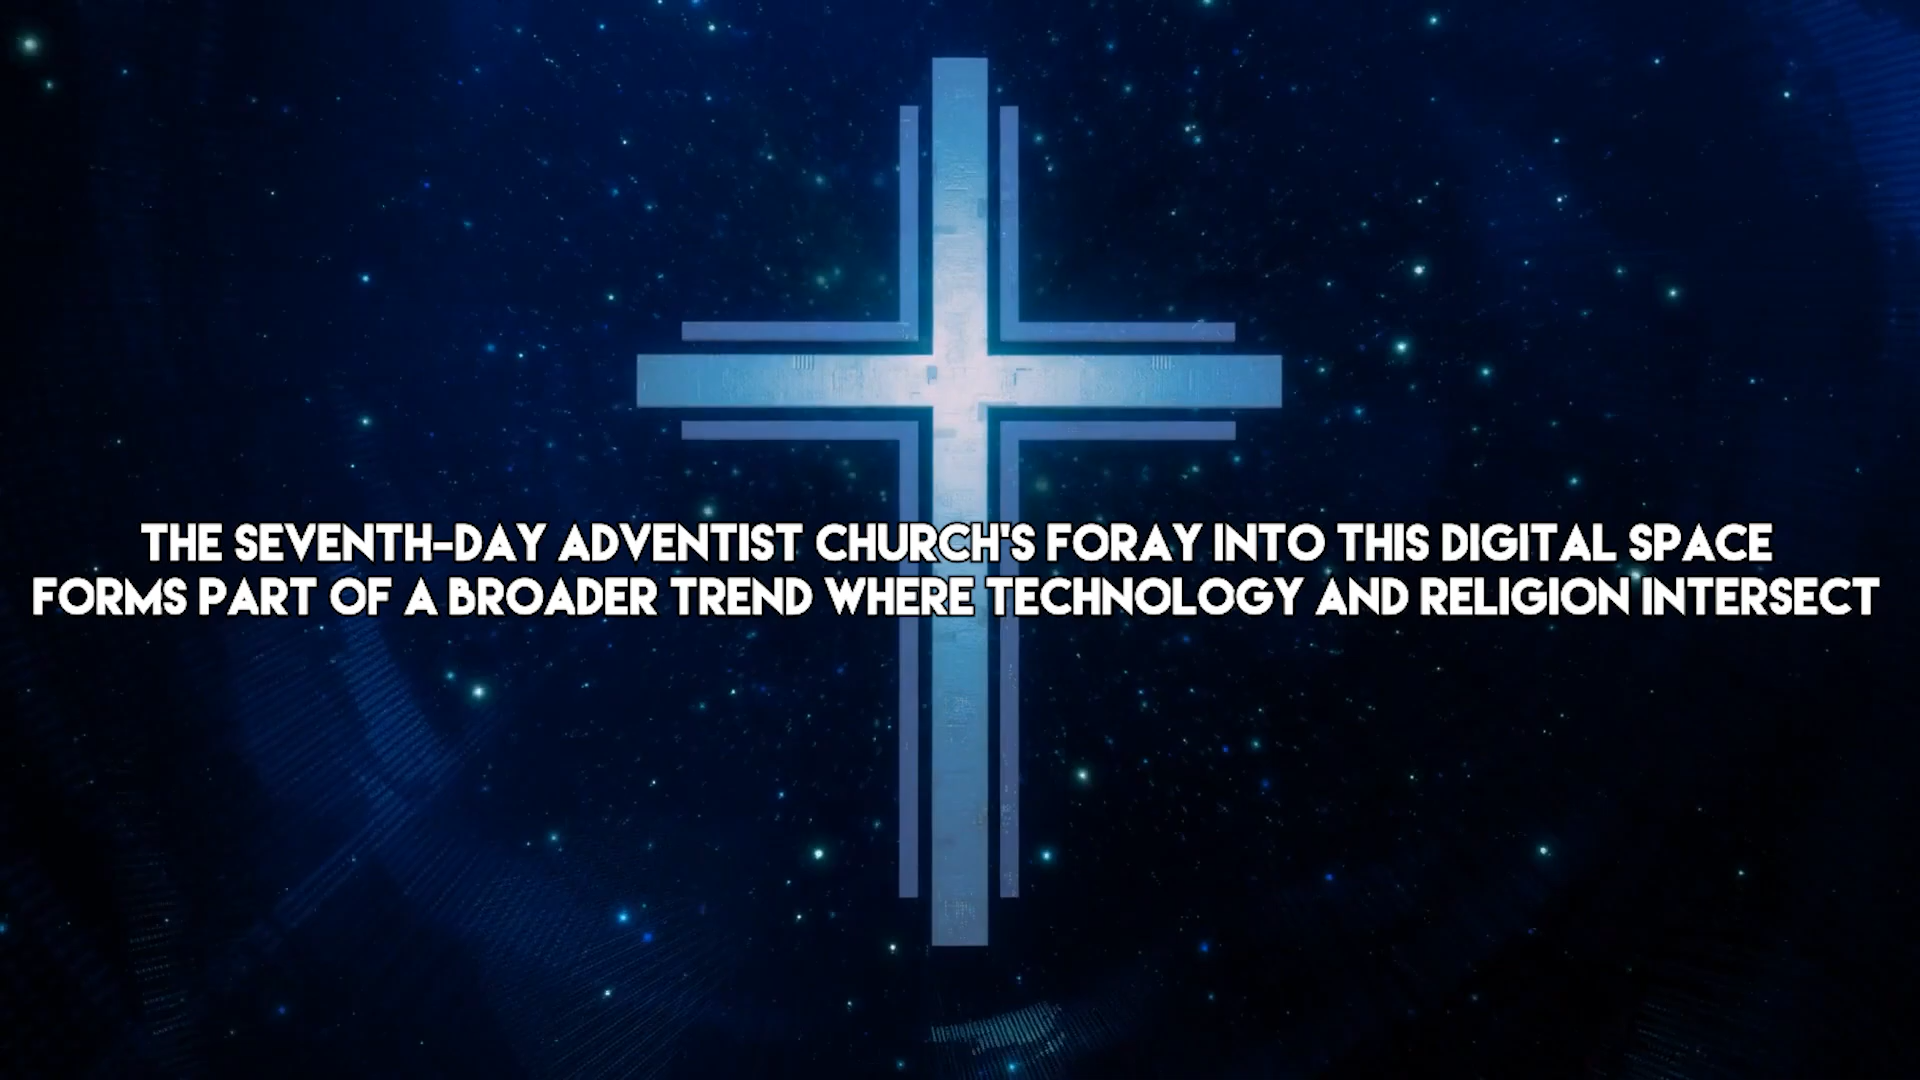 THE SEVENTH-DAY ADVENTIST CHURCH'S FORAY INTO THIS DIGITAL SPACE
FORMS PART OF A BROADER TREND WHERE TECHNOLOGY AND RELIGION INTERSECT